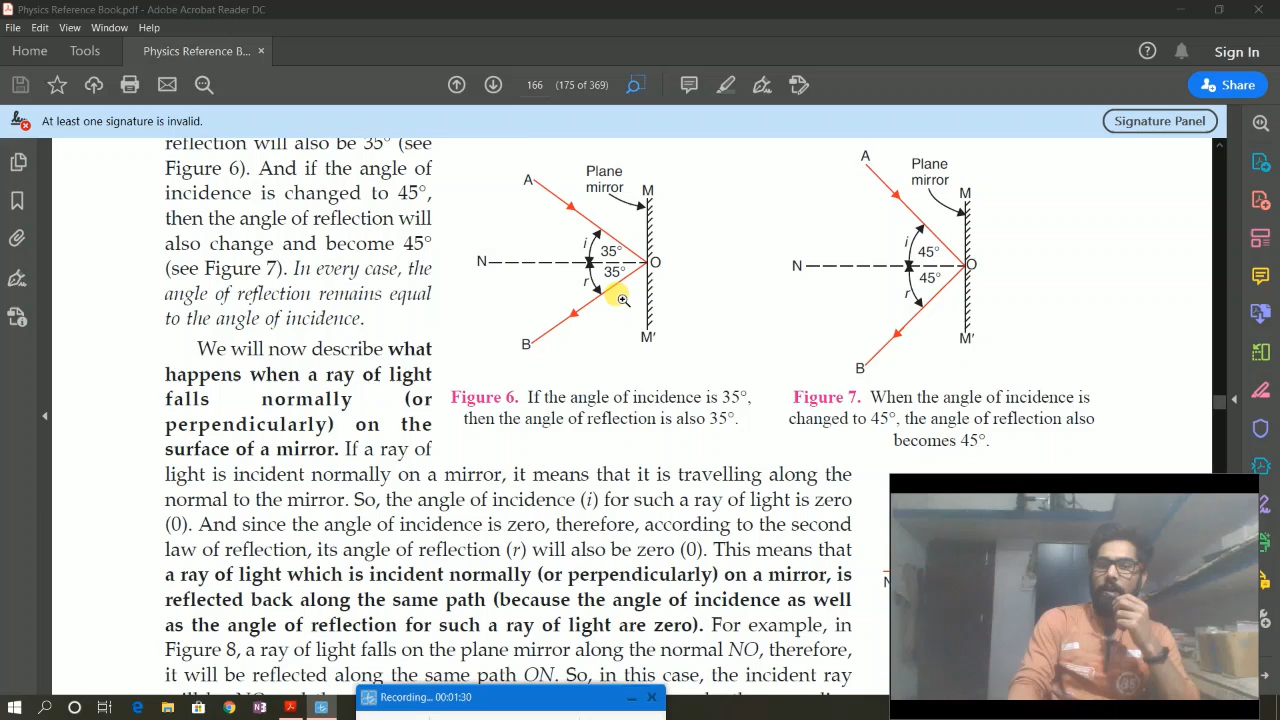 Physics Reference Book.pdf - Adobe Acrobat Reader DC
File Edit View Window Help
Home Tools Physics Reference B... × Sign In
166 (175 of 369) Share
At least one signature is invalid. Signature Panel
reflection will also be 35° (see
Figure 6). And if the angle of
incidence is changed to 45°,
then the angle of reflection will
also change and become 45°
(see Figure 7). In every case, the
angle of reflection remains equal
to the angle of incidence.
We will now describe what
happens when a ray of light
falls normally (or
perpendicularly) on the
surface of a mirror. If a ray of
light is incident normally on a mirror, it means that it is travelling along the
normal to the mirror. So, the angle of incidence (i) for such a ray of light is zero
(0). And since the angle of incidence is zero, therefore, according to the second
law of reflection, its angle of reflection (r) will also be zero (0). This means that
a ray of light which is incident normally (or perpendicularly) on a mirror, is
reflected back along the same path (because the angle of incidence as well
as the angle of reflection for such a ray of light are zero). For example, in
Figure 8, a ray of light falls on the plane mirror along the normal NO, therefore,
it will be reflected along the same path ON. So, in this case, the incident ray
A
Plane
mirror
M
i
35°
N
O
35°
r
B
M'
Figure 6. If the angle of incidence is 35°,
then the angle of reflection is also 35°.
A
Plane
mirror
M
i
45°
N
O
45°
r
B
M'
Figure 7. When the angle of incidence is
changed to 45°, the angle of reflection also
becomes 45°.
N
Recording... 00:01:30